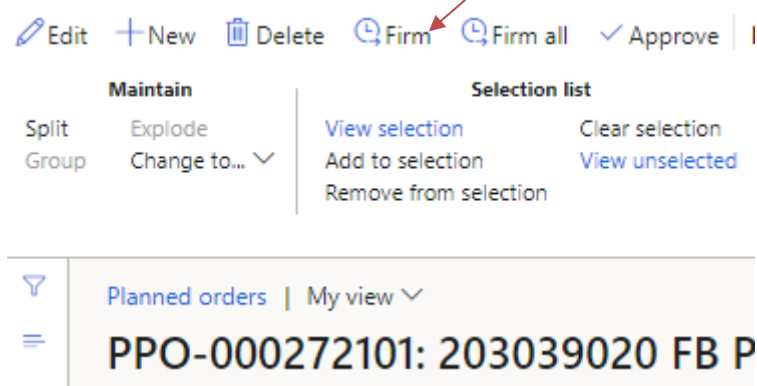 Edit New Delete Firm Firm all Approve
Maintain Selection list
Split Explode View selection Clear selection
Group Change to... Add to selection View unselected
Remove from selection
Planned orders | My view
PPO-000272101: 203039020 FB P